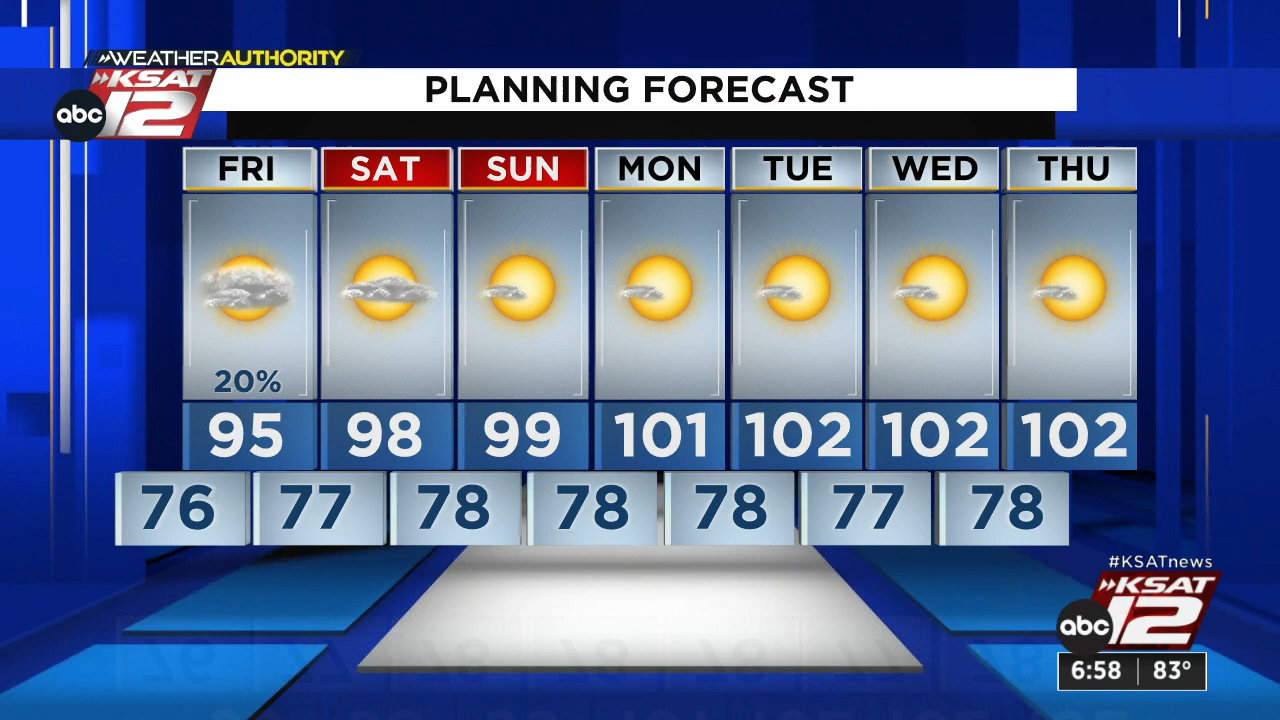 WEATHERAUTHORITY
KSAT
abc 12
PLANNING FORECAST
FRI SAT SUN MON TUE WED THU
20%
95 98 99 101 102 102 102
76 77 78 78 78 77 78
#KSATnews
KSAT
abc 12
6:58 83°